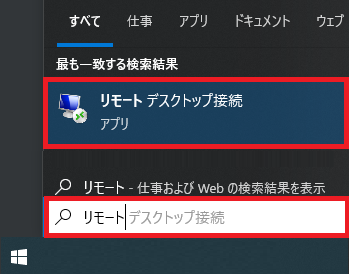 すべて 仕事 アプリ ドキュメント ウェブ
最も一致する検索結果
リモート デスクトップ接続
アプリ
リモート - 仕事および Web の検索結果を表示
リモートデスクトップ接続